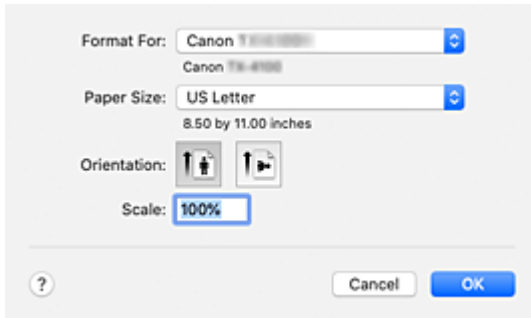 Format For: Canon
Canon
Paper Size: US Letter
8.50 by 11.00 inches
Orientation:
Scale: 100%
? Cancel OK